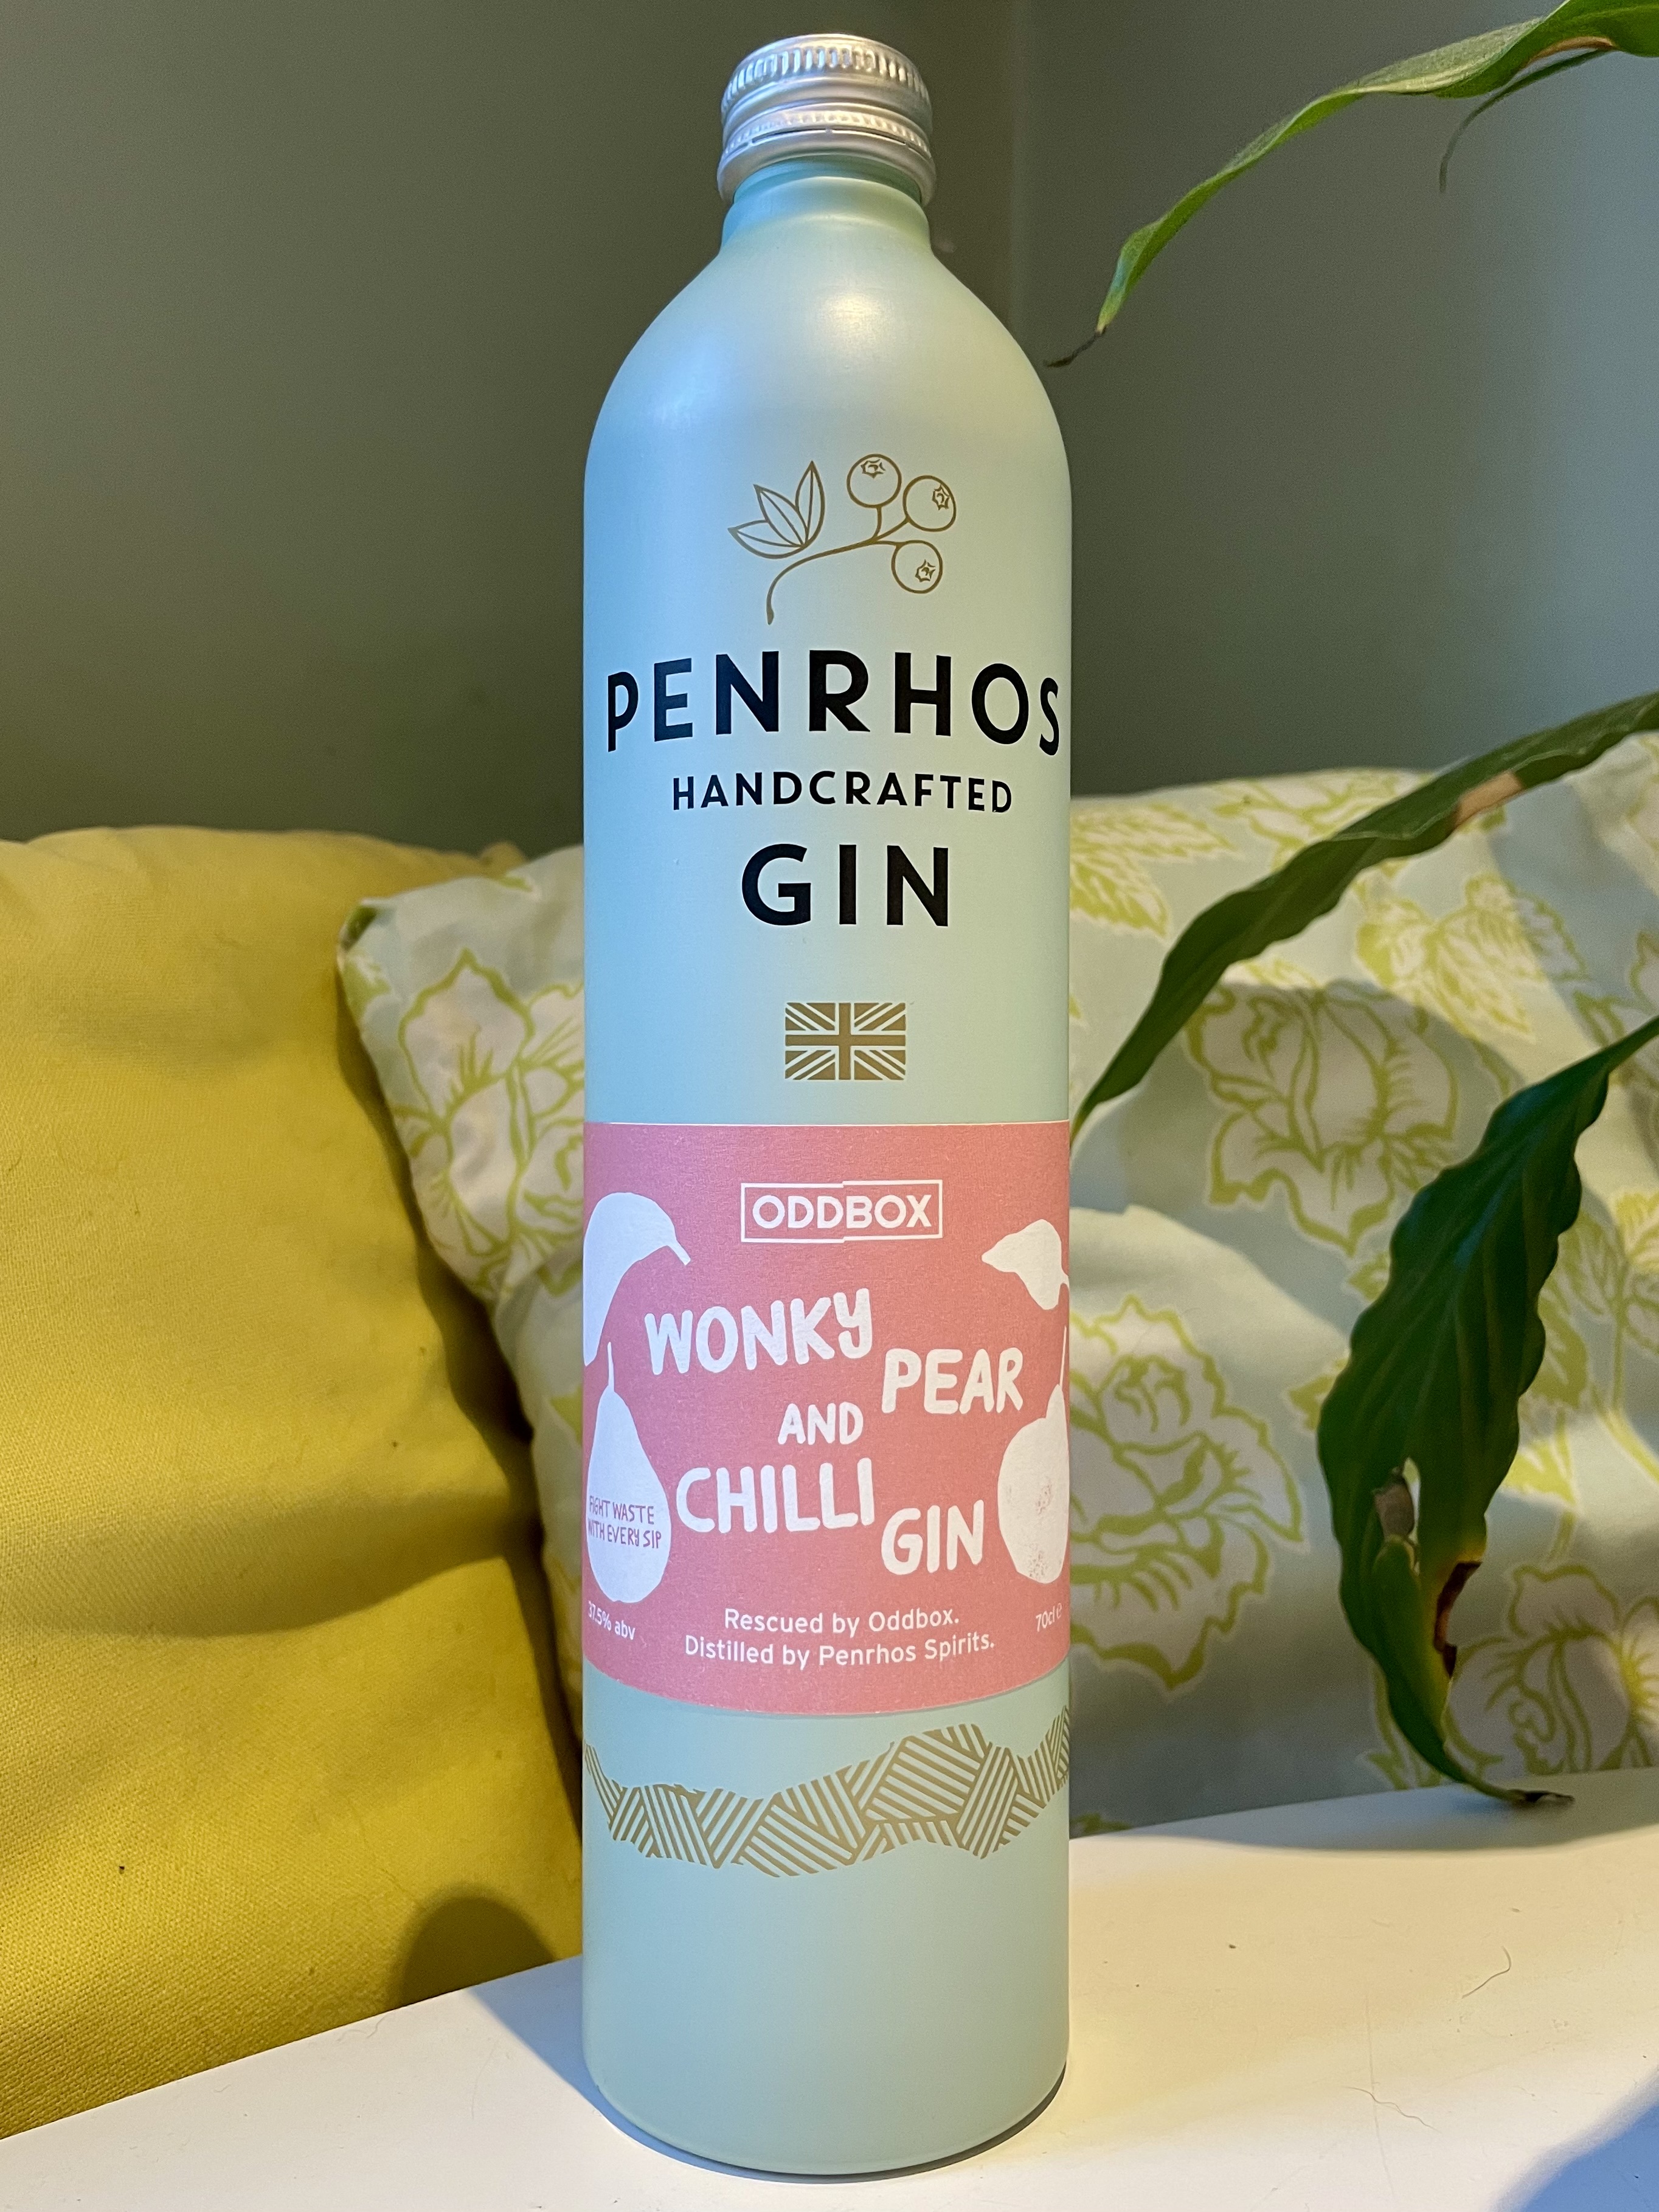 PENRHOS
HANDCRAFTED
GIN
ODDBOX
WONKY
PEAR
AND
CHILLI
GIN
FIGHT WASTE
WITH EVERY SIP
37.5% abv
Rescued by Oddbox.
Distilled by Penrhos Spirits.
70cl e